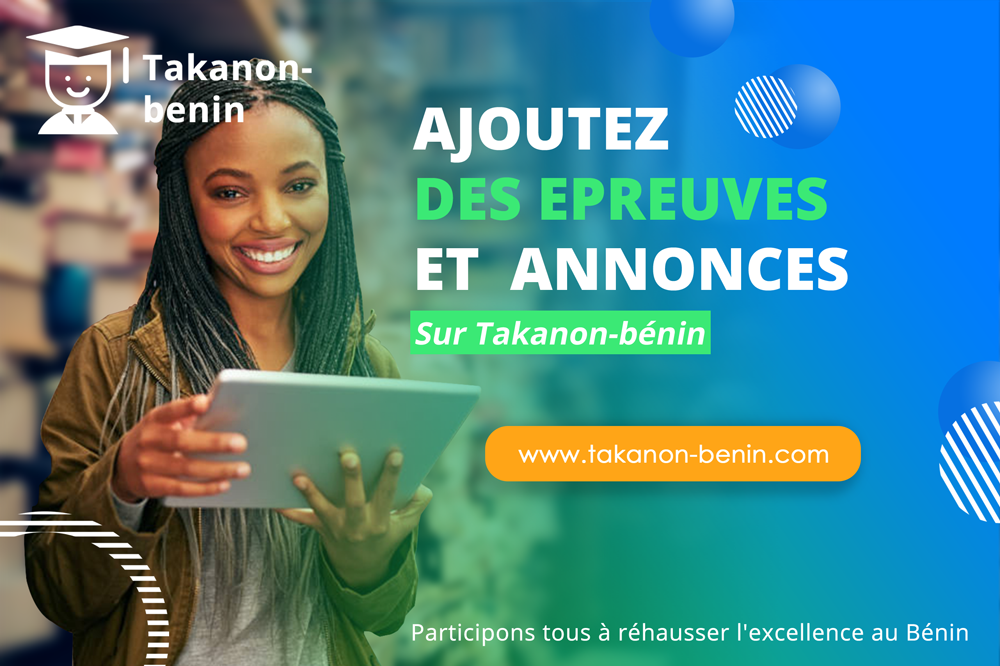 Takanon-
benin
AJOUTEZ
DES EPREUVES
ET ANNONCES
Sur Takanon-bénin
www.takanon-benin.com
Participons tous à réhausser l'excellence au Bénin